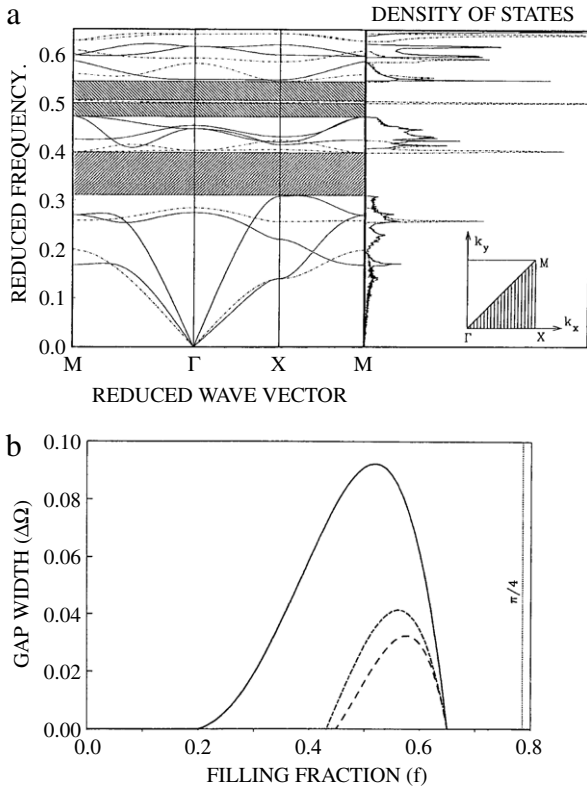 a
DENSITY OF STATES
REDUCED FREQUENCY.
0.6
0.5
0.4
0.3
0.2
0.1
0.0
k_y
M
Γ
X
k_x
M Γ X M
REDUCED WAVE VECTOR
b
GAP WIDTH (ΔΩ)
0.10
0.08
0.06
0.04
0.02
0.00
π/4
0.0 0.2 0.4 0.6 0.8
FILLING FRACTION (f)